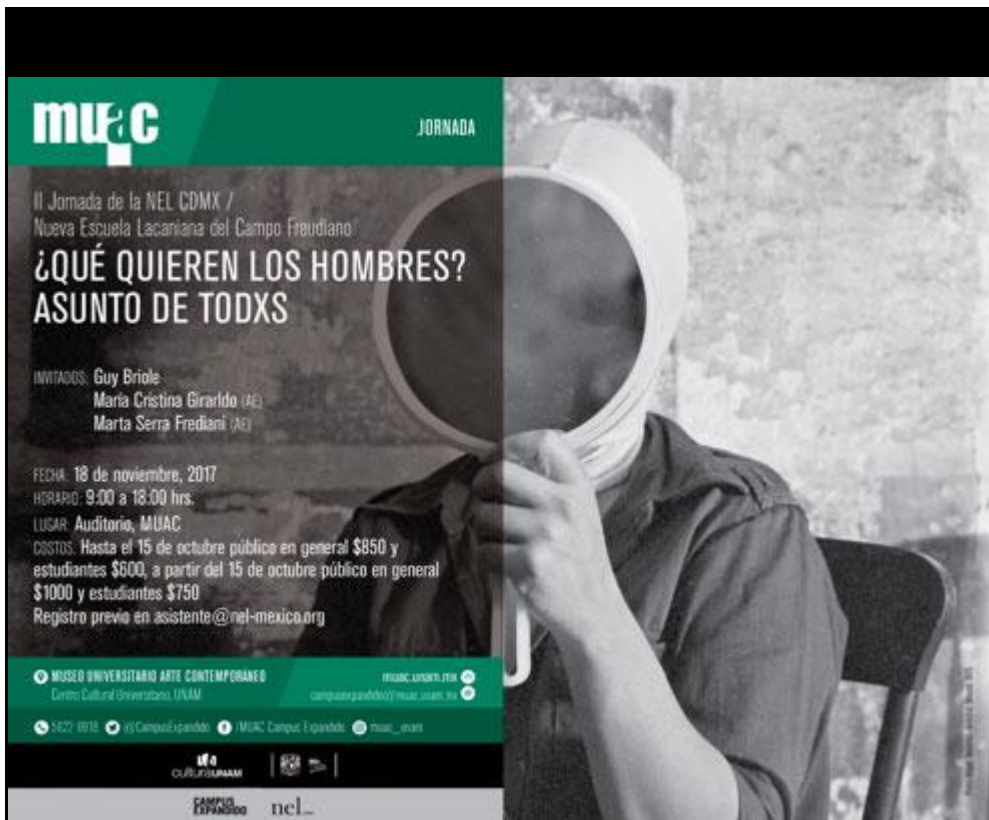 muac
JORNADA
II Jornada de la NEL CDMX /
Nueva Escuela Lacaniana del Campo Freudiano
¿QUÉ QUIEREN LOS HOMBRES?
ASUNTO DE TODXS
INVITADOS: Guy Briole
María Cristina Girarldo (AE)
Marta Serra Frediani (AE)
FECHA: 18 de noviembre, 2017
HORARIO: 9:00 a 18:00 hrs.
LUGAR: Auditorio, MUAC
COSTOS: Hasta el 15 de octubre público en general $850 y
estudiantes $600, a partir del 15 de octubre público en general
$1000 y estudiantes $750
Registro previo en asistente@nel-mexico.org
MUSEO UNIVERSITARIO ARTE CONTEMPORÁNEO
Centro Cultural Universitario, UNAM
muac.unam.mx
campusexpandido@muac.unam.mx
@CampusExpandido /MUAC Campus Expandido muac_unam
culturaUNAM
CAMPUS
EXPANDIDO
nel